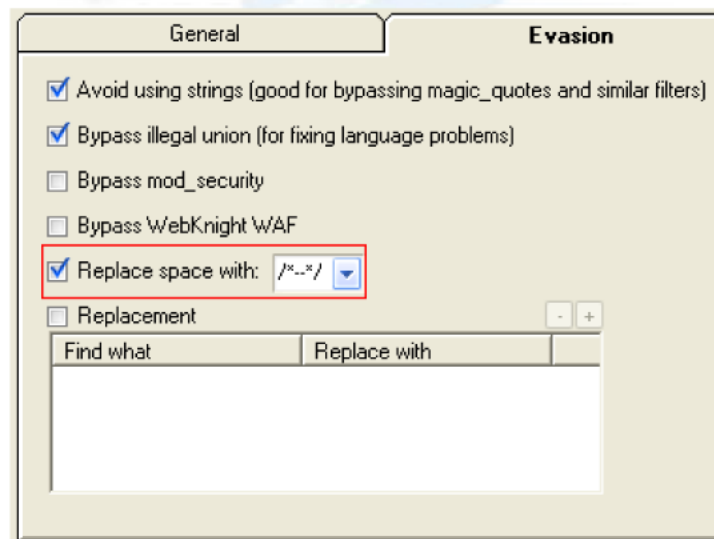 General Evasion
Avoid using strings (good for bypassing magic_quotes and similar filters)
Bypass illegal union (for fixing language problems)
Bypass mod_security
Bypass WebKnight WAF
Replace space with: /*--*/
Replacement - +
Find what Replace with